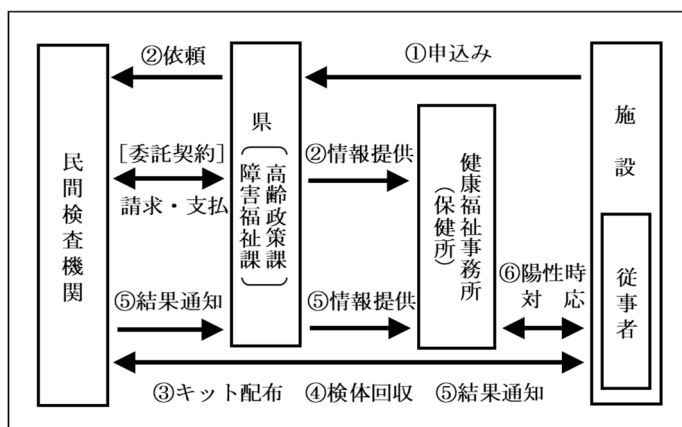 ②依頼
①申込み
民間検査機関
県
高齢政策課
障害福祉課
[委託契約]
請求・支払
②情報提供
健康福祉事務所
(保健所)
施設
従事者
⑥陽性時
対応
⑤結果通知
⑤情報提供
③キット配布 ④検体回収 ⑤結果通知